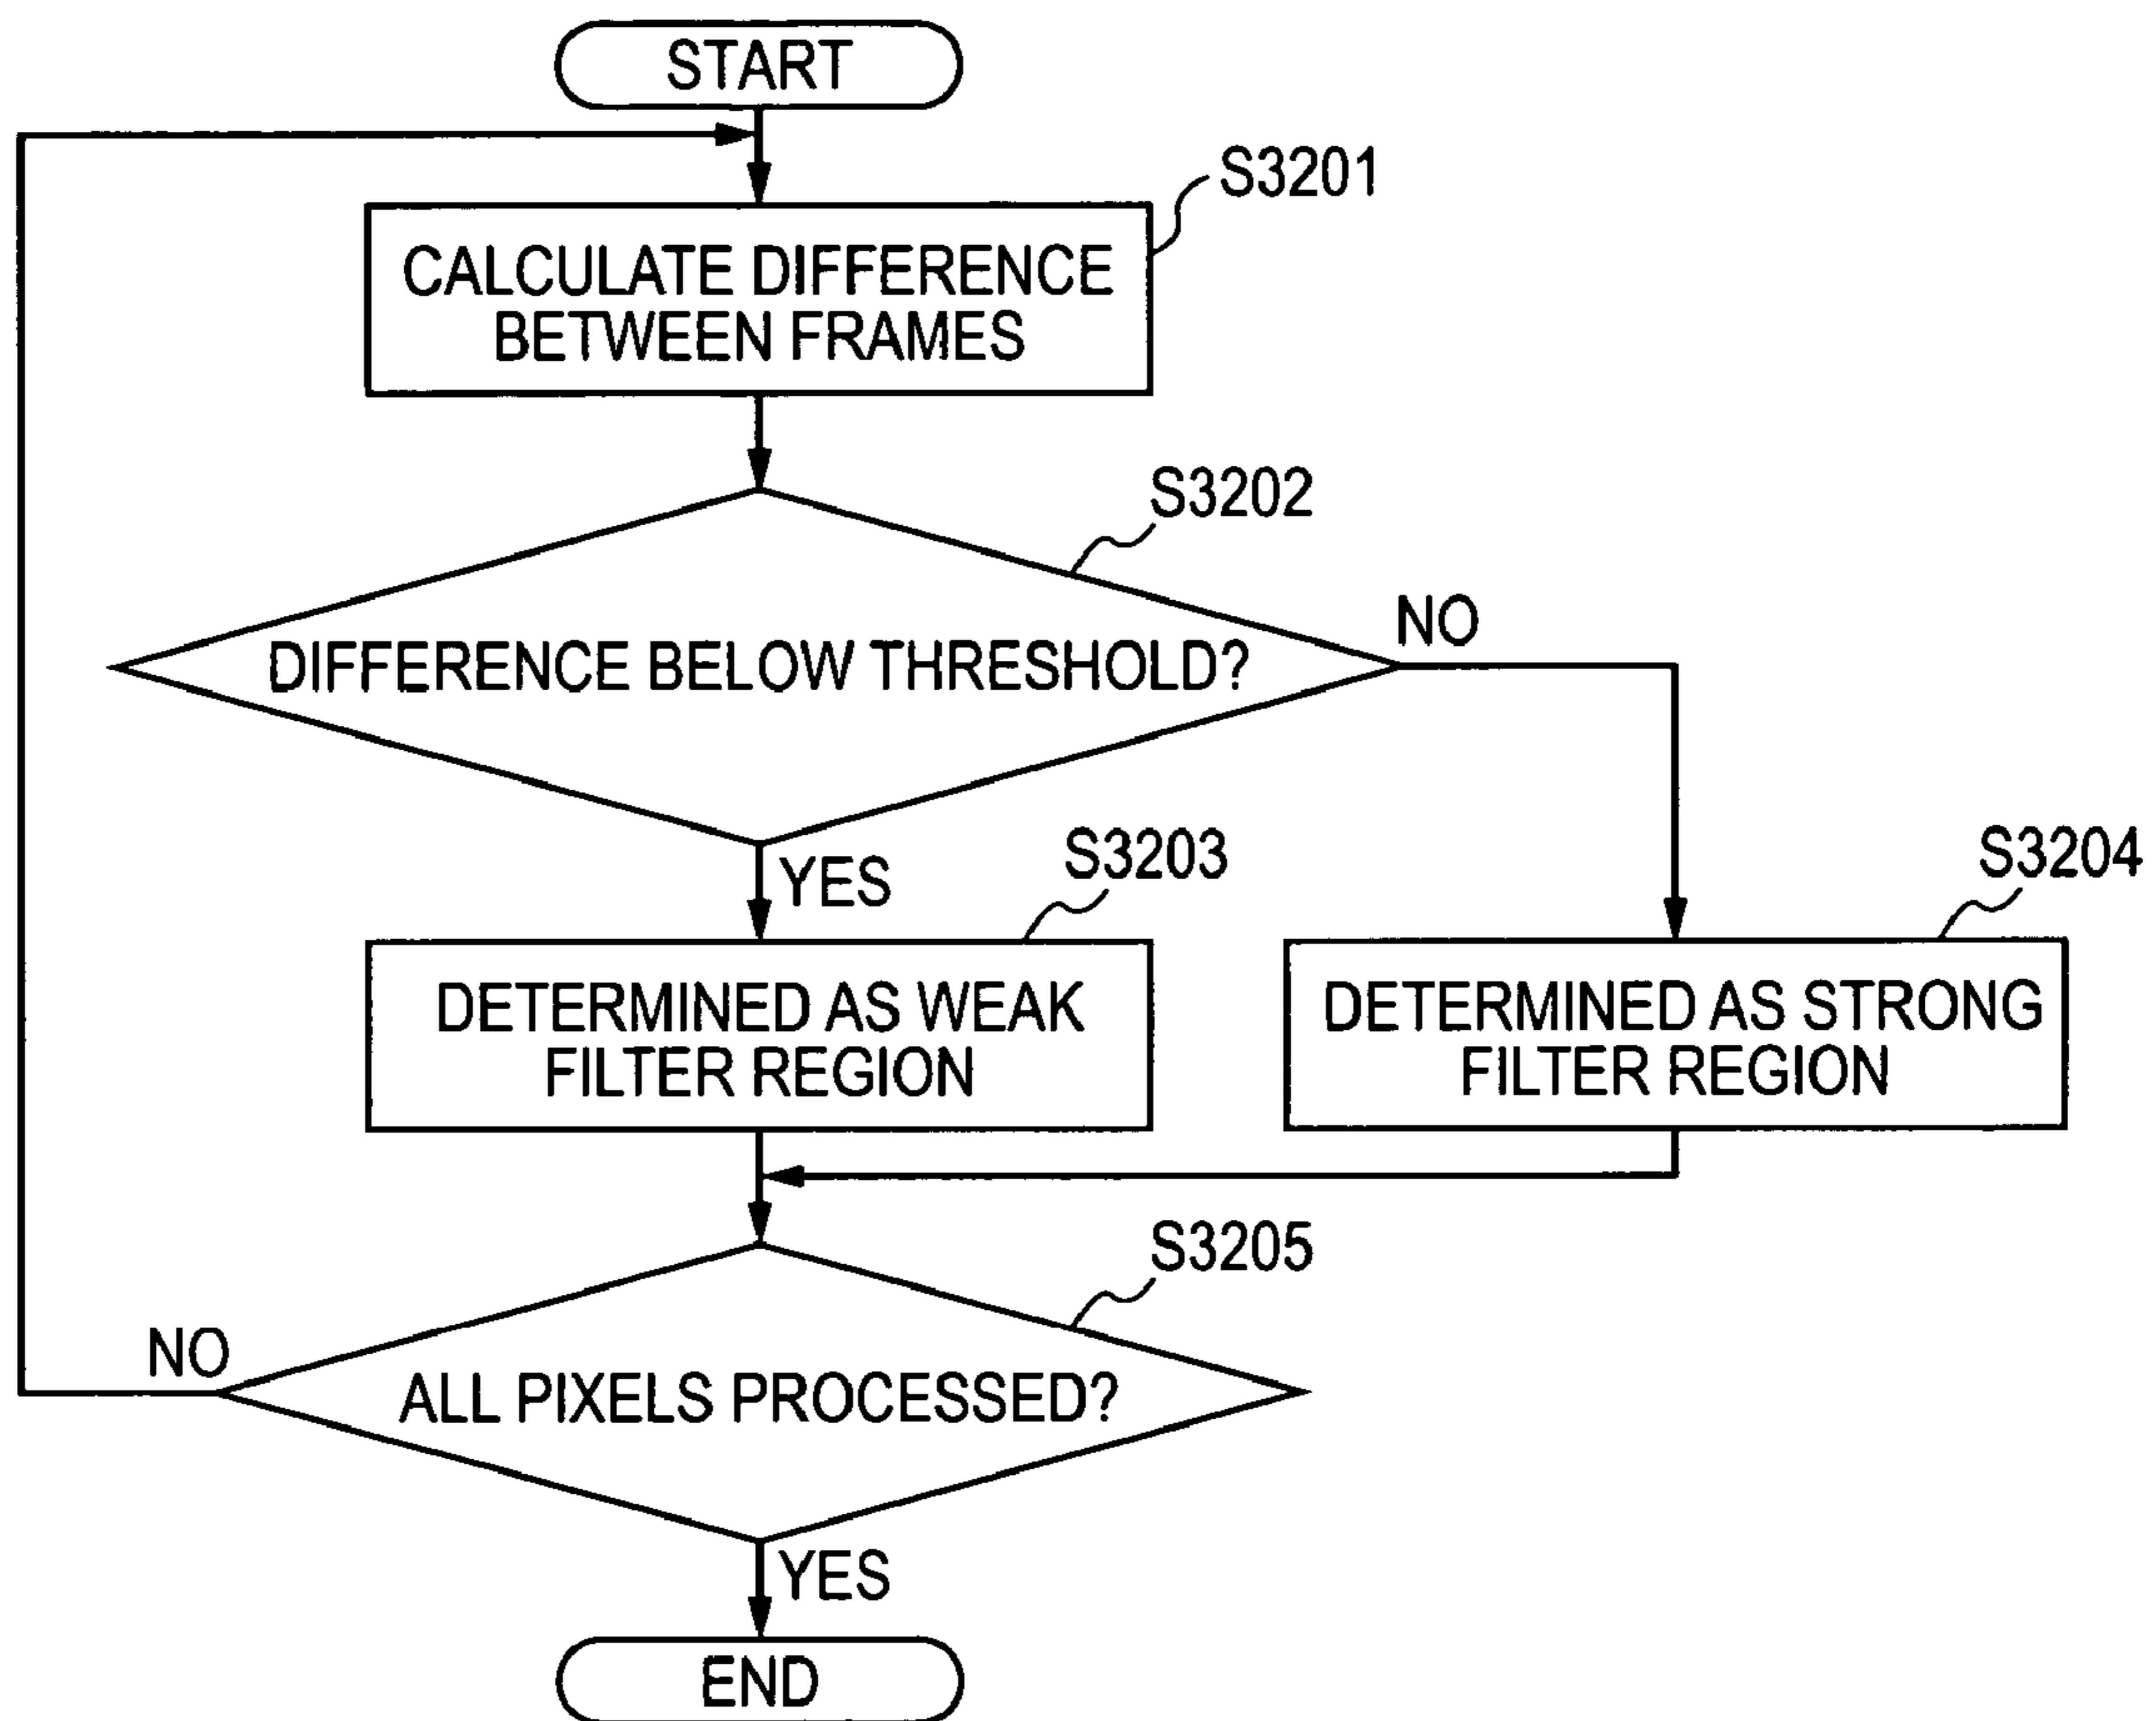 START
S3201
CALCULATE DIFFERENCE
BETWEEN FRAMES
S3202
DIFFERENCE BELOW THRESHOLD?
NO
YES
S3203
S3204
DETERMINED AS WEAK
FILTER REGION
DETERMINED AS STRONG
FILTER REGION
S3205
NO
ALL PIXELS PROCESSED?
YES
END